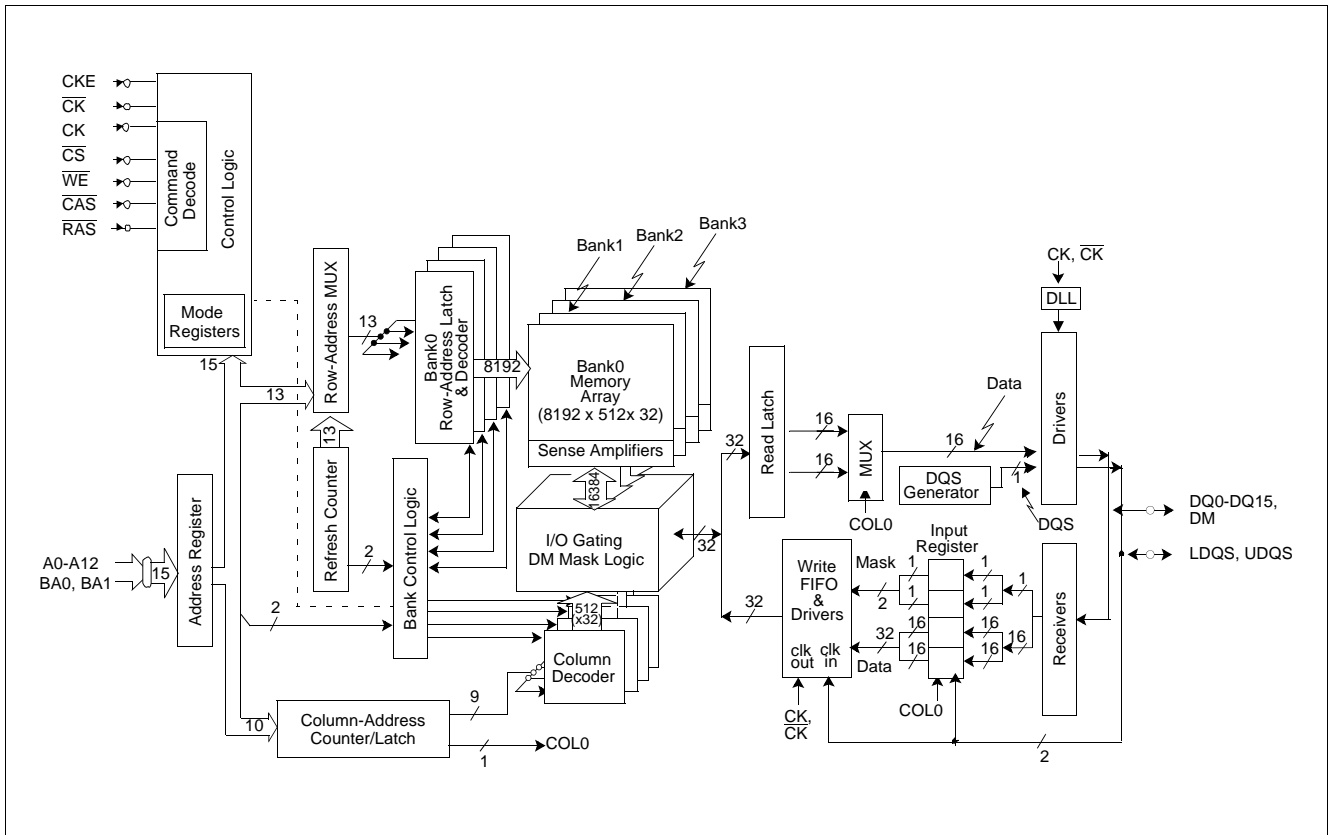 CKE
CK
CK
CS
WE
CAS
RAS
Command
Decode
Control Logic
Mode
Registers
15
13
Row-Address MUX
13
Refresh Counter
13
Bank0
Row-Address Latch
& Decoder
8192
Bank1
Bank2
Bank3
Bank0
Memory
Array
(8192 x 512x 32)
Sense Amplifiers
16384
I/O Gating
DM Mask Logic
2
Bank Control Logic
A0-A12
BA0, BA1
15
Address Register
2
512
(x32)
Column
Decoder
9
10
Column-Address
Counter/Latch
1
COL0
32
32
32
Read Latch
16
16
MUX
COL0
16
Data
DQS
Generator
1
DQS
CK, CK
DLL
Drivers
DQ0-DQ15,
DM
LDQS, UDQS
Input
Register
Write
FIFO
&
Drivers
clk
out
clk
in
Mask
2
1
1
1
1
1
32
Data
16
16
16
16
16
Receivers
CK,
CK
COL0
2